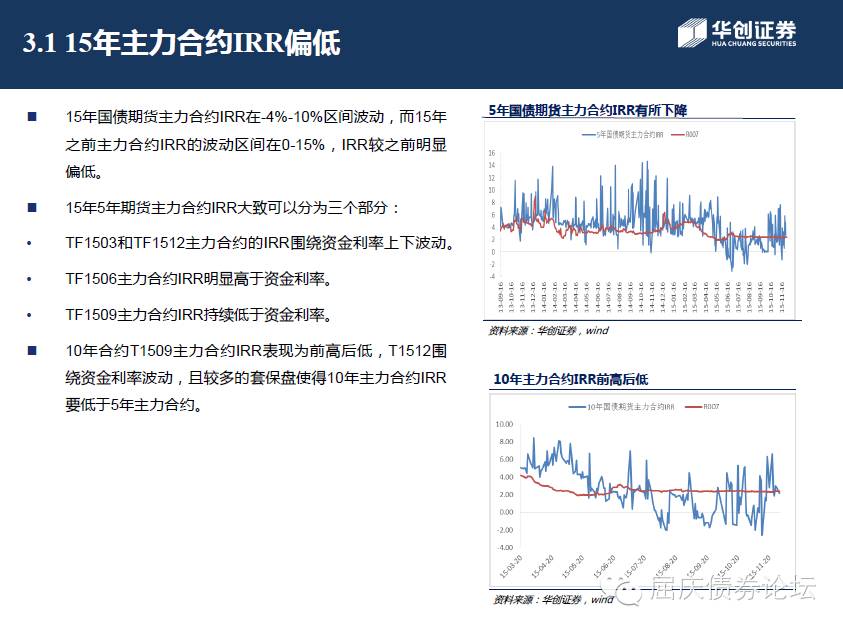 3.1 15年主力合约IRR偏低
华创证券
HUA CHUANG SECURITIES
■ 15年国债期货主力合约IRR在-4%-10%区间波动，而15年
之前主力合约IRR的波动区间在0-15%，IRR较之前明显
偏低。
■ 15年5年期货主力合约IRR大致可以分为三个部分：
• TF1503和TF1512主力合约的IRR围绕资金利率上下波动。
• TF1506主力合约IRR明显高于资金利率。
• TF1509主力合约IRR持续低于资金利率。
■ 10年合约T1509主力合约IRR表现为前高后低，T1512围
绕资金利率波动，且较多的套保盘使得10年主力合约IRR
要低于5年主力合约。
5年国债期货主力合约IRR有所下降
5年国债期货主力合约IRR R007
16
14
12
10
8
6
4
2
0
-2
-4
13-09-16 13-10-16 13-11-16 13-12-16 14-01-16 14-02-16 14-03-16 14-04-16 14-05-16 14-06-16 14-07-16 14-08-16 14-09-16 14-10-16 14-11-16 14-12-16 15-01-16 15-02-16 15-03-16 15-04-16 15-05-16 15-06-16 15-07-16 15-08-16 15-09-16 15-10-16 15-11-16
资料来源：华创证券，wind
10年主力合约IRR前高后低
10年国债期货主力合约IRR R007
10.00
8.00
6.00
4.00
2.00
0.00
-2.00
-4.00
15-03-20 15-04-20 15-05-20 15-06-20 15-07-20 15-08-20 15-09-20 15-10-20 15-11-20
资料来源：华创证券，wind
屈庆债券论坛